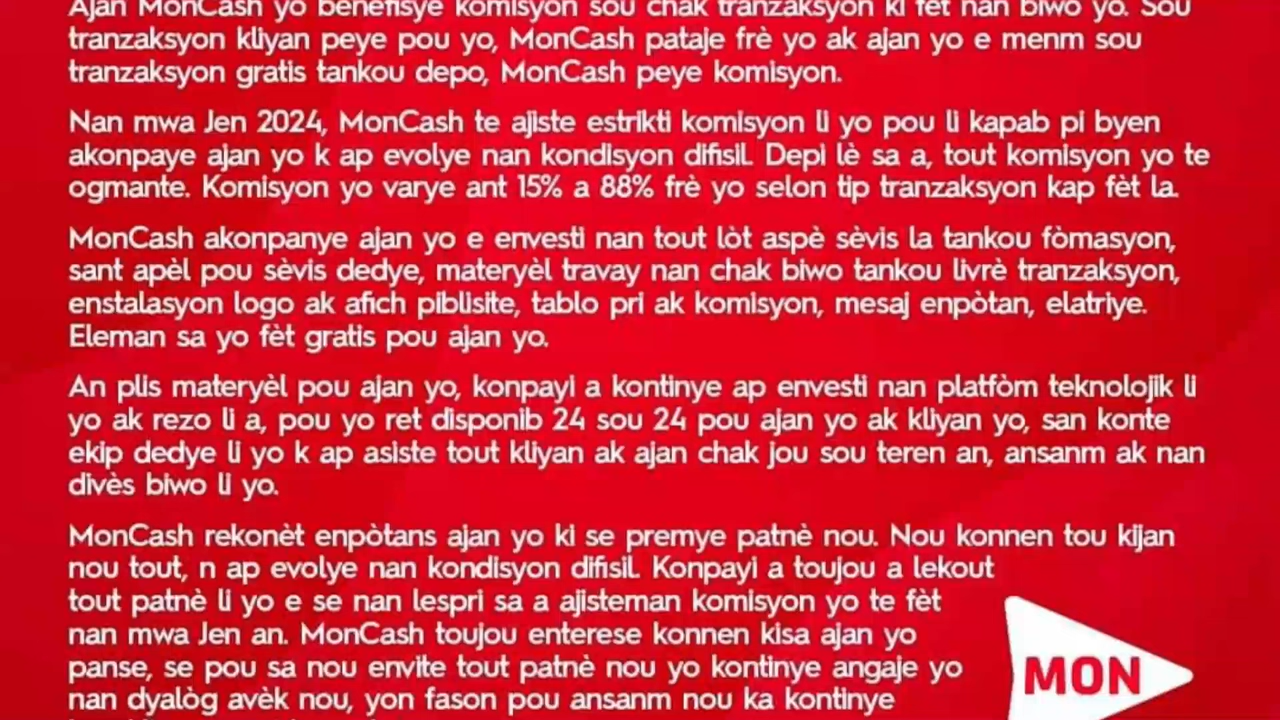 Ajan MonCash yo benefisye komisyon sou chak tranzaksyon ki fèt nan biwo yo. Sou
tranzaksyon kliyan peye pou yo, MonCash pataje frè yo ak ajan yo e menm sou
tranzaksyon gratis tankou depo, MonCash peye komisyon.
Nan mwa Jen 2024, MonCash te ajiste estrikti komisyon li yo pou li kapab pi byen
akonpaye ajan yo k ap evolye nan kondisyon difisil. Depi lè sa a, tout komisyon yo te
ogmante. Komisyon yo varye ant 15% a 88% frè yo selon tip tranzaksyon kap fèt la.
MonCash akonpanye ajan yo e envesti nan tout lòt aspè sèvis la tankou fòmasyon,
sant apèl pou sèvis dedye, materyèl travay nan chak biwo tankou livrè tranzaksyon,
enstalasyon logo ak afich piblisite, tablo pri ak komisyon, mesaj enpòtan, elatriye.
Eleman sa yo fèt gratis pou ajan yo.
An plis materyèl pou ajan yo, konpayi a kontinye ap envesti nan platfòm teknolojik li
yo ak rezo li a, pou yo ret disponib 24 sou 24 pou ajan yo ak kliyan yo, san konte
ekip dedye li yo k ap asiste tout kliyan ak ajan chak jou sou teren an, ansanm ak nan
divès biwo li yo.
MonCash rekonèt enpòtans ajan yo ki se premye patnè nou. Nou konnen tou kijan
nou tout, n ap evolye nan kondisyon difisil. Konpayi a toujou a lekout
tout patnè li yo e se nan lespri sa a ajisteman komisyon yo te fèt
nan mwa Jen an. MonCash toujou enterese konnen kisa ajan yo
panse, se pou sa nou envite tout patnè nou yo kontinye angaje yo
nan dyalòg avèk nou, yon fason pou ansanm nou ka kontinye
MON